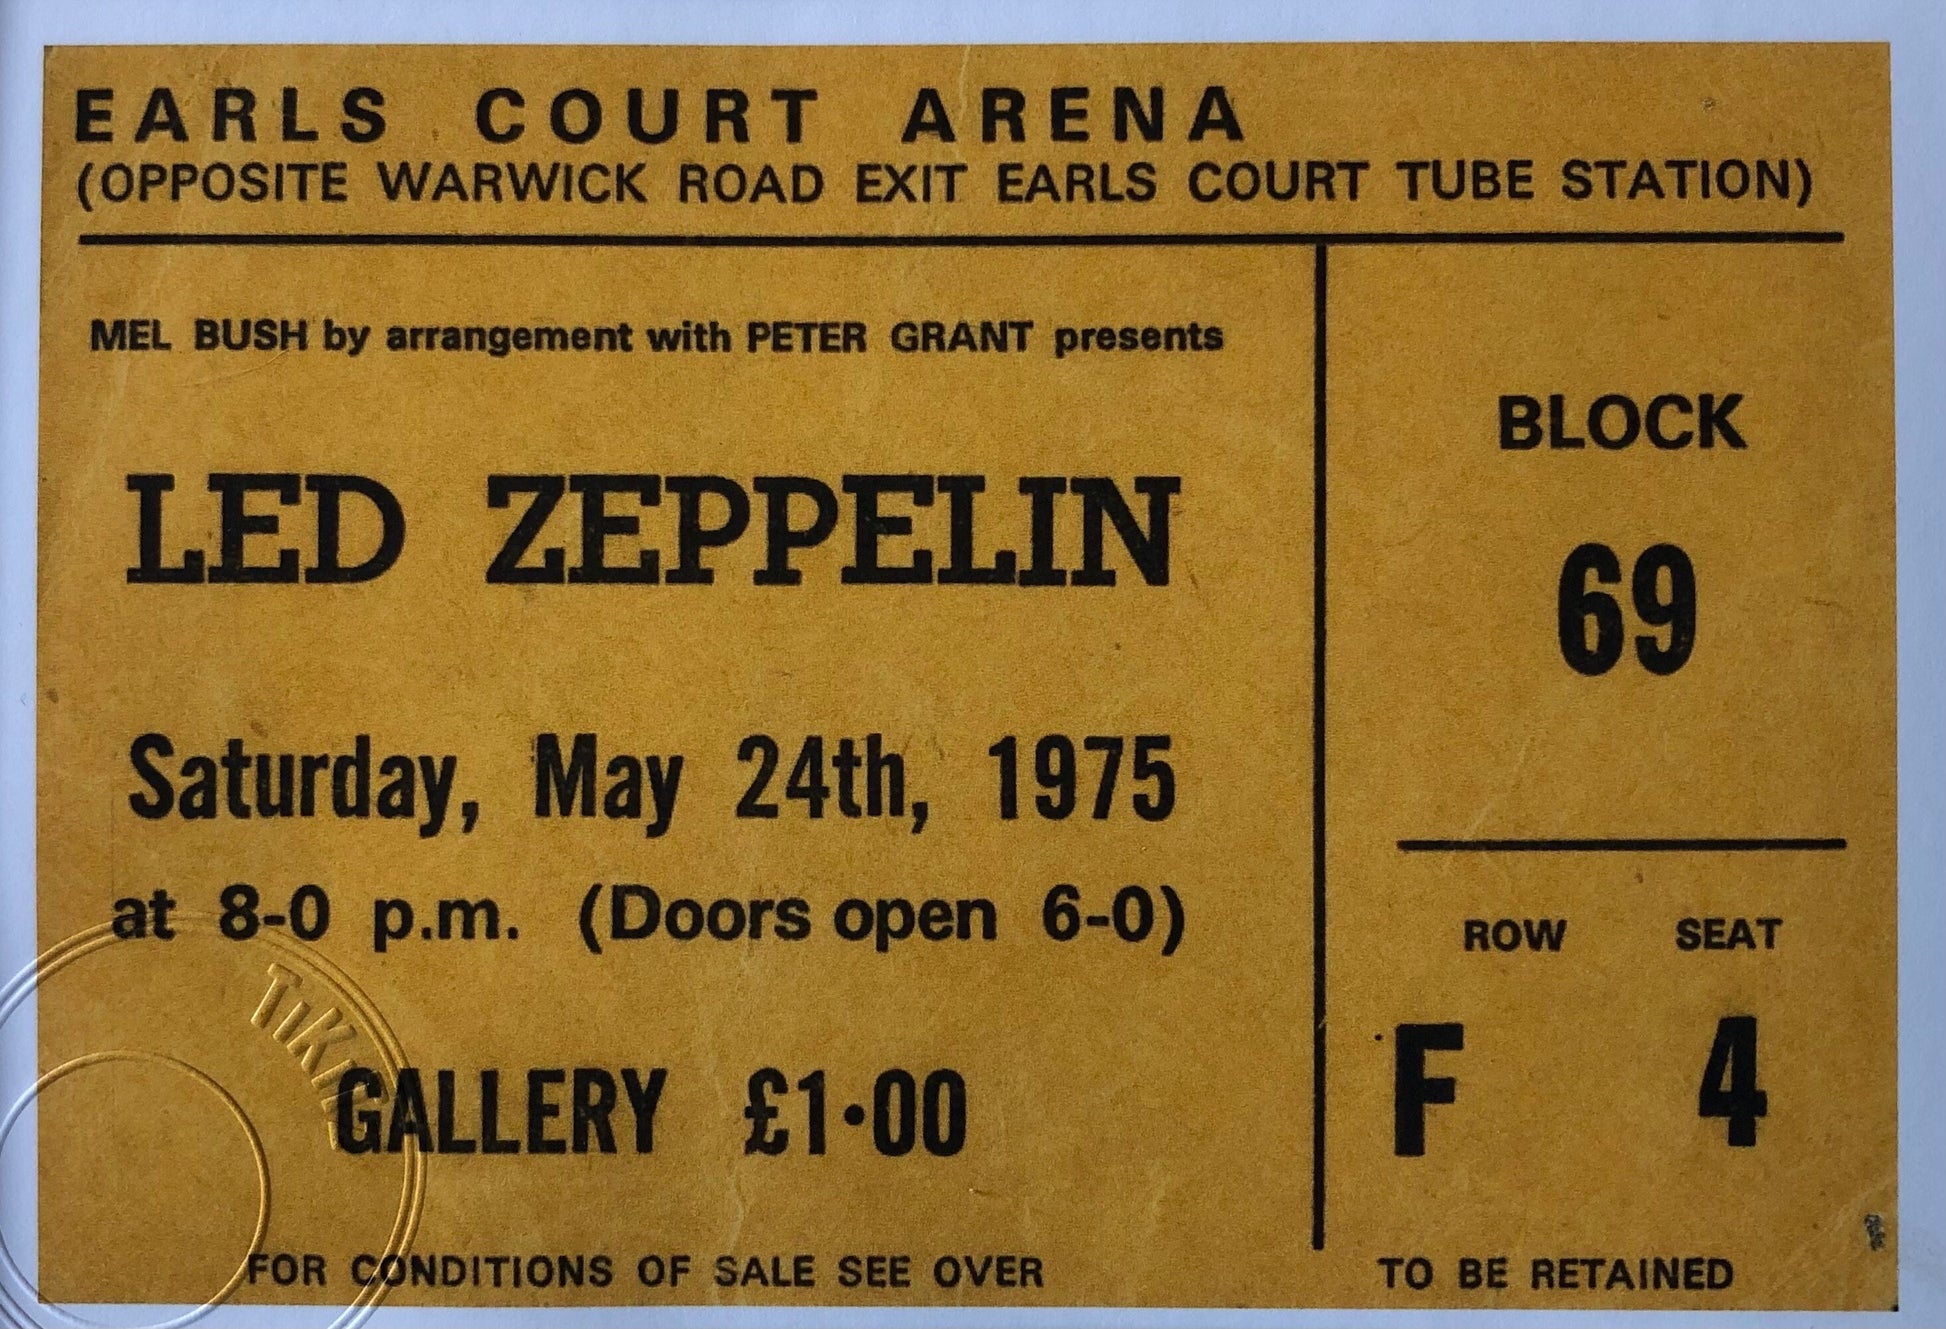 EARLS COURT ARENA
(OPPOSITE WARWICK ROAD EXIT EARLS COURT TUBE STATION)
MEL BUSH by arrangement with PETER GRANT presents
LED ZEPPELIN
Saturday, May 24th, 1975
at 8-0 p.m. (Doors open 6-0)
GALLERY £1·00
FOR CONDITIONS OF SALE SEE OVER
BLOCK
69
ROW SEAT
F 4
TO BE RETAINED